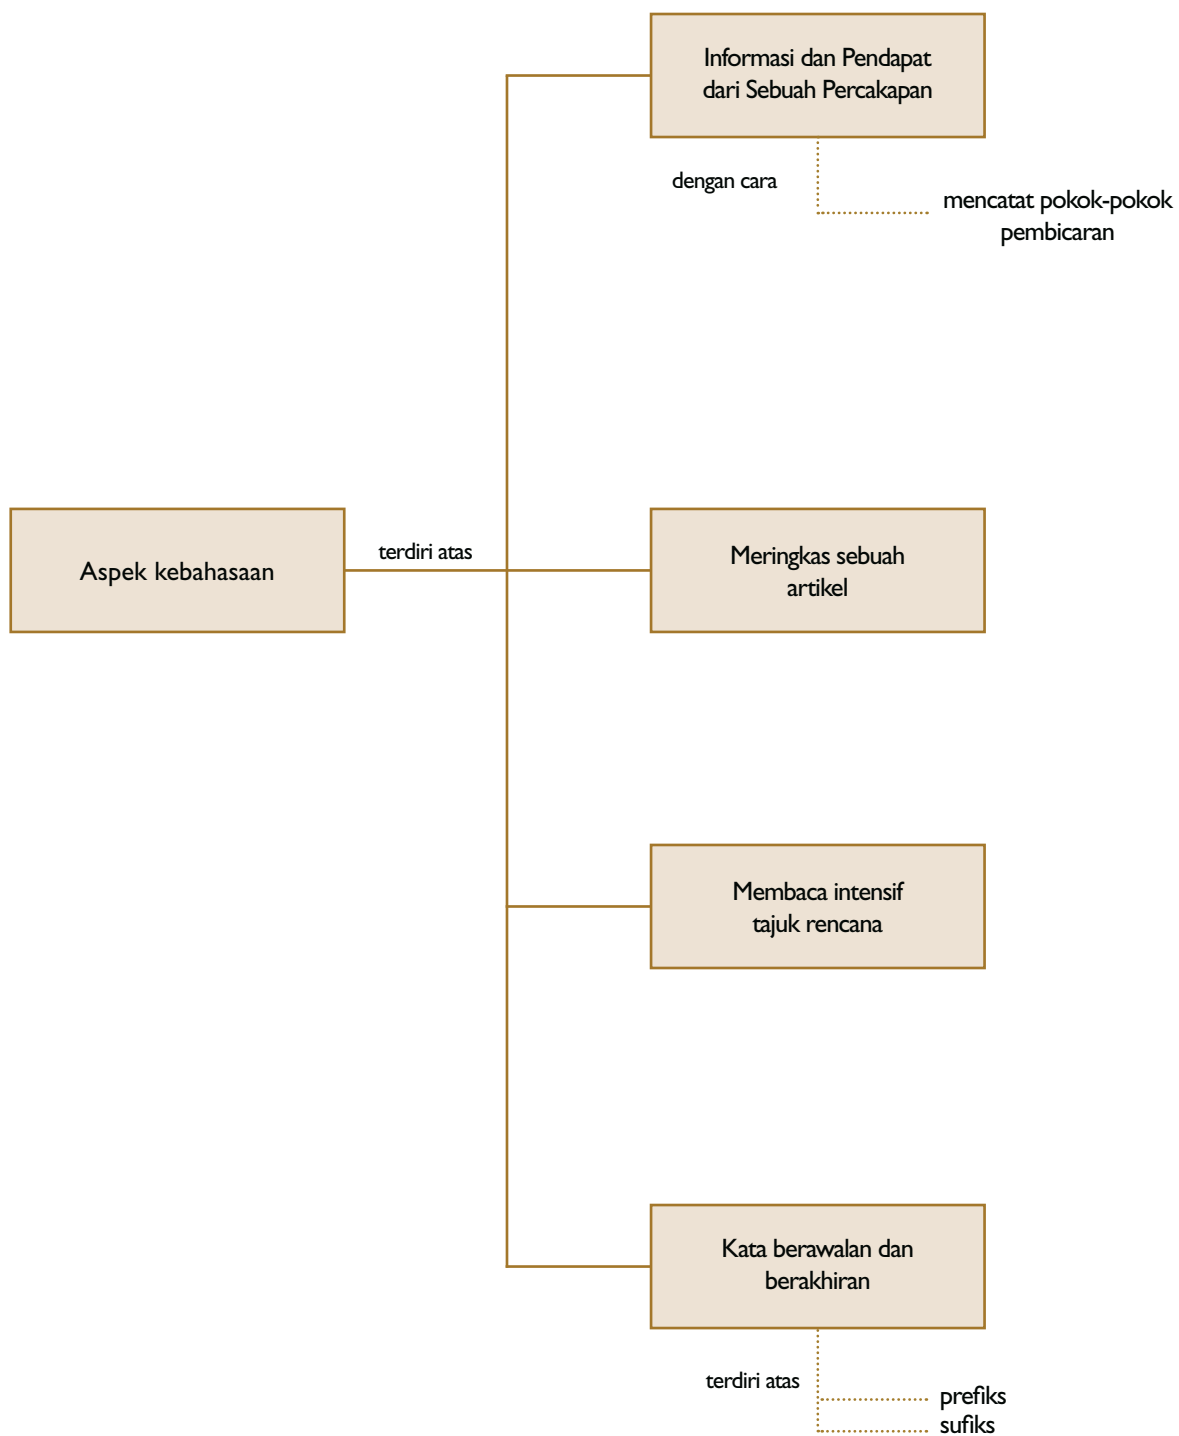 Informasi dan Pendapat
dari Sebuah Percakapan
dengan cara
mencatat pokok-pokok
pembicaran
Aspek kebahasaan
terdiri atas
Meringkas sebuah
artikel
Membaca intensif
tajuk rencana
Kata berawalan dan
berakhiran
terdiri atas
prefiks
sufiks